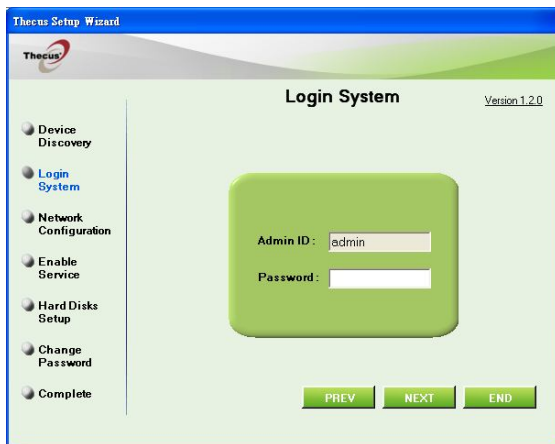 Thecus Setup Wizard
Thecus
Login System
Version 1.2.0
Device
Discovery
Login
System
Network
Configuration
Enable
Service
Hard Disks
Setup
Change
Password
Complete
Admin ID : admin
Password :
PREV NEXT END